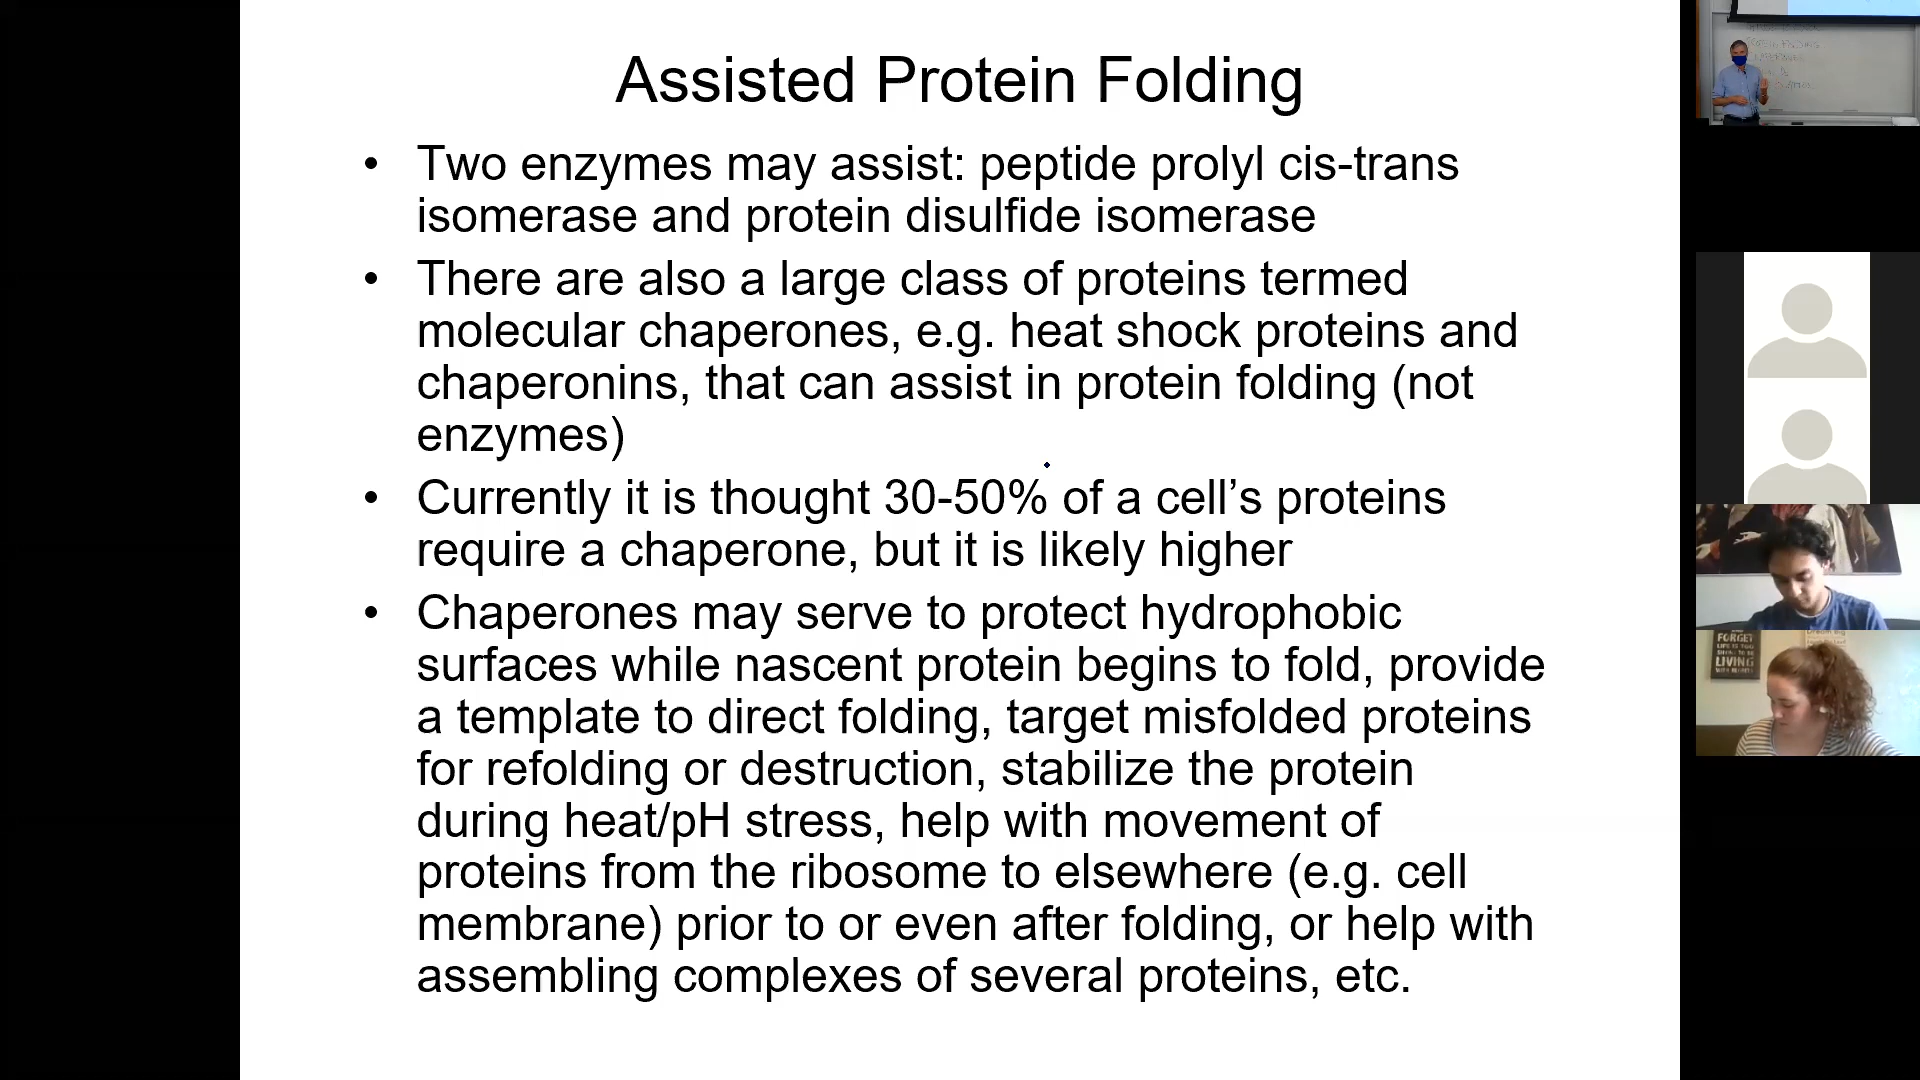 Assisted Protein Folding
• Two enzymes may assist: peptide prolyl cis-trans
isomerase and protein disulfide isomerase
• There are also a large class of proteins termed
molecular chaperones, e.g. heat shock proteins and
chaperonins, that can assist in protein folding (not
enzymes)
• Currently it is thought 30-50% of a cell’s proteins
require a chaperone, but it is likely higher
• Chaperones may serve to protect hydrophobic
surfaces while nascent protein begins to fold, provide
a template to direct folding, target misfolded proteins
for refolding or destruction, stabilize the protein
during heat/pH stress, help with movement of
proteins from the ribosome to elsewhere (e.g. cell
membrane) prior to or even after folding, or help with
assembling complexes of several proteins, etc.
FORGET
LIVING